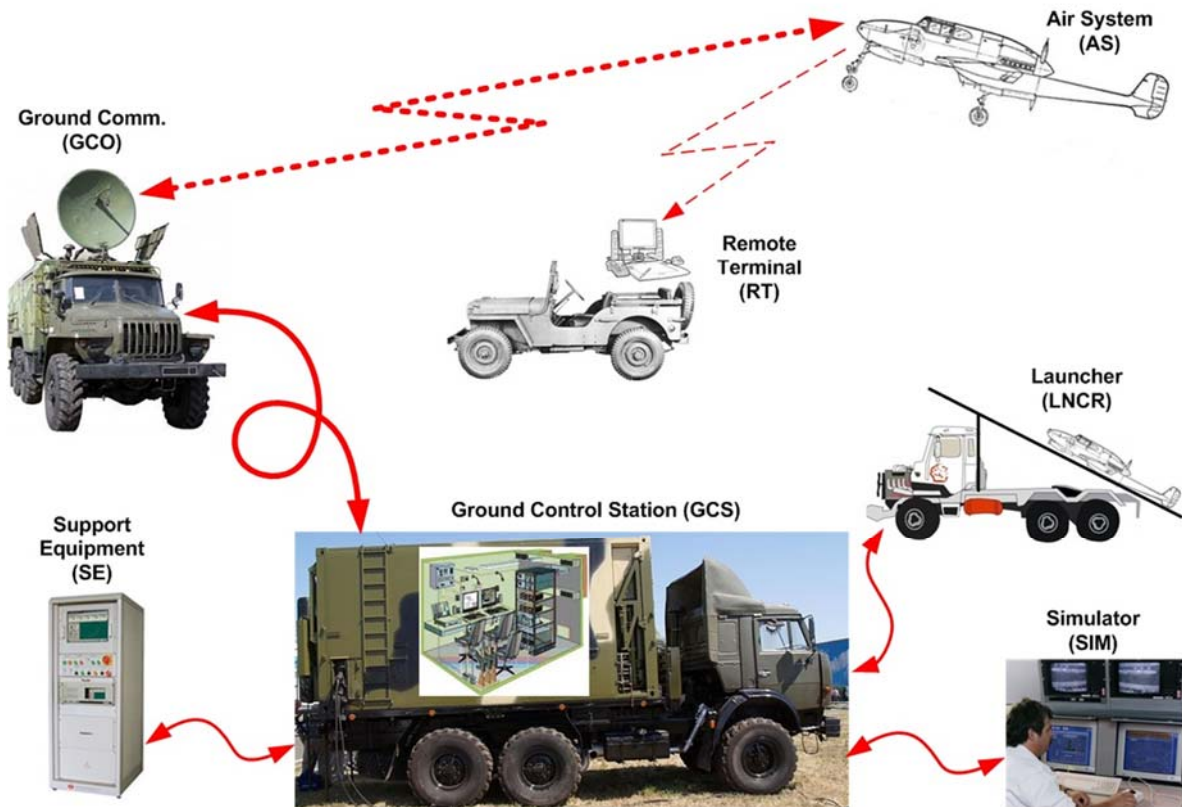 Air System
(AS)
Ground Comm.
(GCO)
Remote
Terminal
(RT)
Launcher
(LNCR)
Ground Control Station (GCS)
Support
Equipment
(SE)
Simulator
(SIM)